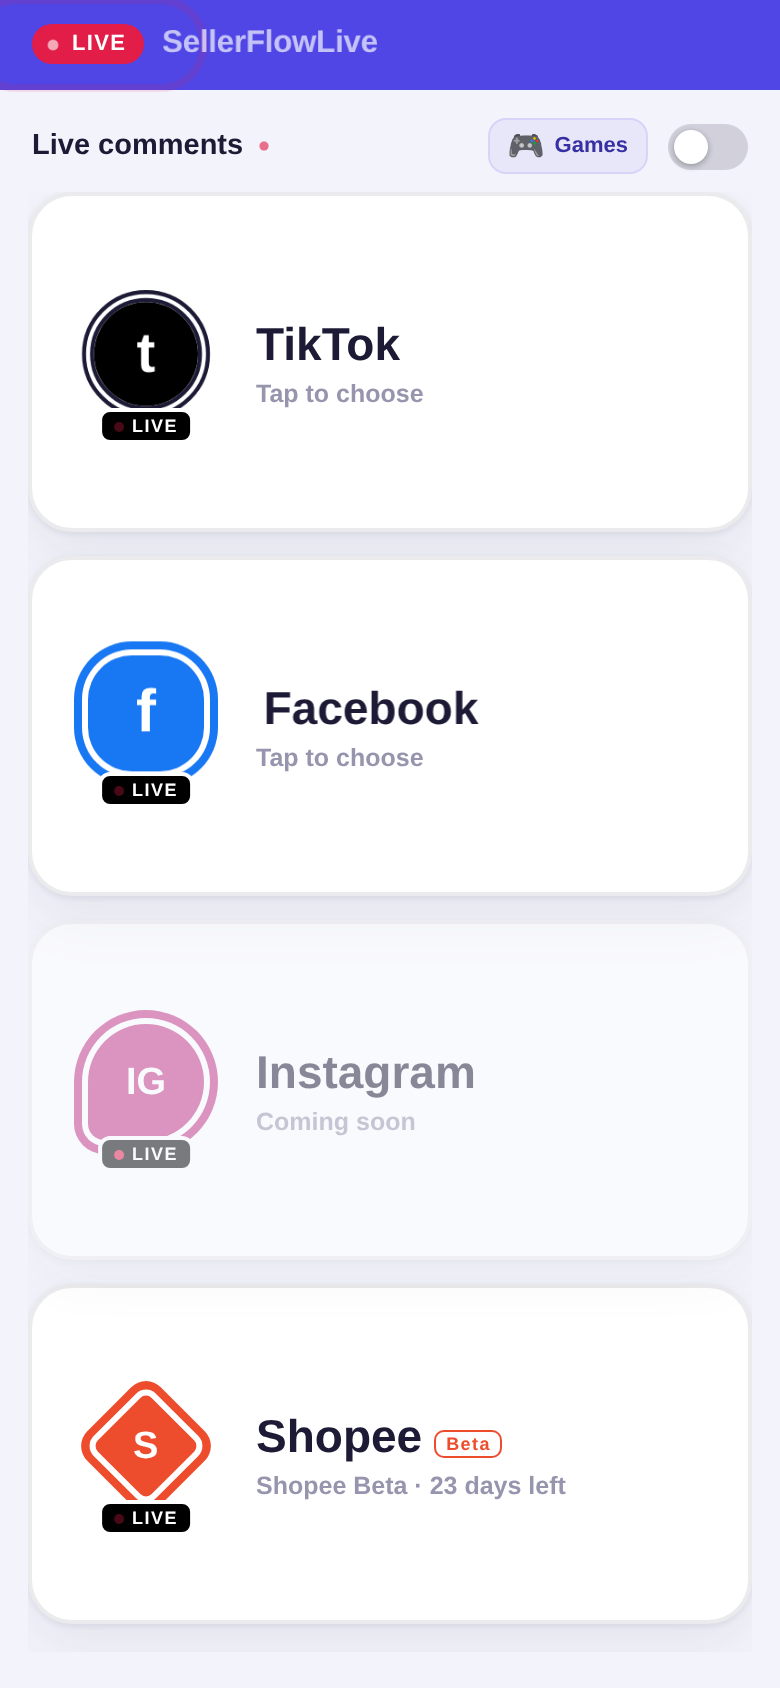 LIVE SellerFlowLive
Live comments
🎮 Games
t
LIVE
TikTok
Tap to choose
f
LIVE
Facebook
Tap to choose
IG
LIVE
Instagram
Coming soon
S
LIVE
Shopee Beta
Shopee Beta · 23 days left